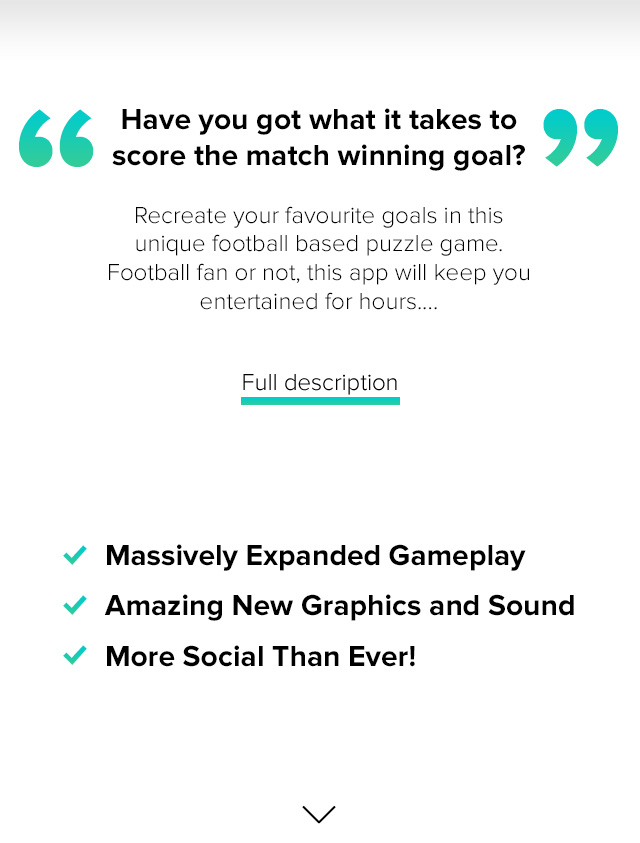 Have you got what it takes to
score the match winning goal?
Recreate your favourite goals in this
unique football based puzzle game.
Football fan or not, this app will keep you
entertained for hours....
Full description
Massively Expanded Gameplay
Amazing New Graphics and Sound
More Social Than Ever!